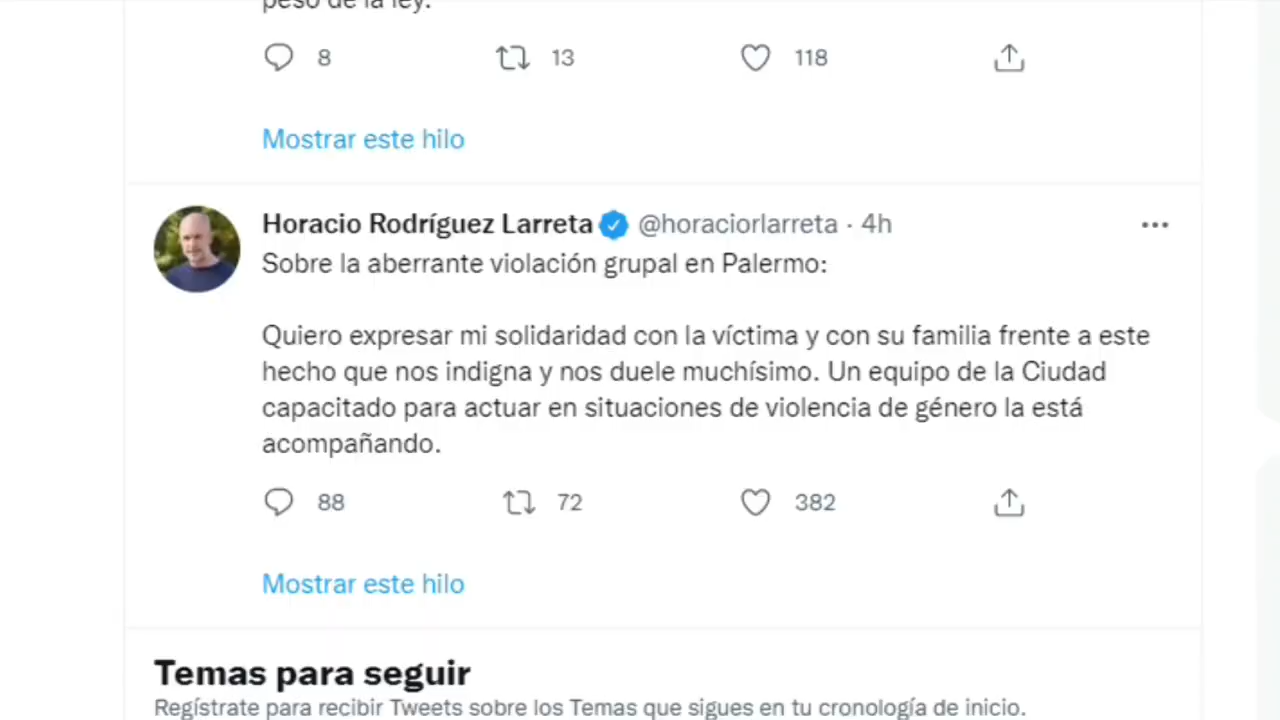 peso de la ley.
8 13 118
Mostrar este hilo
Horacio Rodríguez Larreta @horaciorlarreta · 4h
Sobre la aberrante violación grupal en Palermo:
Quiero expresar mi solidaridad con la víctima y con su familia frente a este
hecho que nos indigna y nos duele muchísimo. Un equipo de la Ciudad
capacitado para actuar en situaciones de violencia de género la está
acompañando.
88 72 382
Mostrar este hilo
Temas para seguir
Regístrate para recibir Tweets sobre los Temas que sigues en tu cronología de inicio.